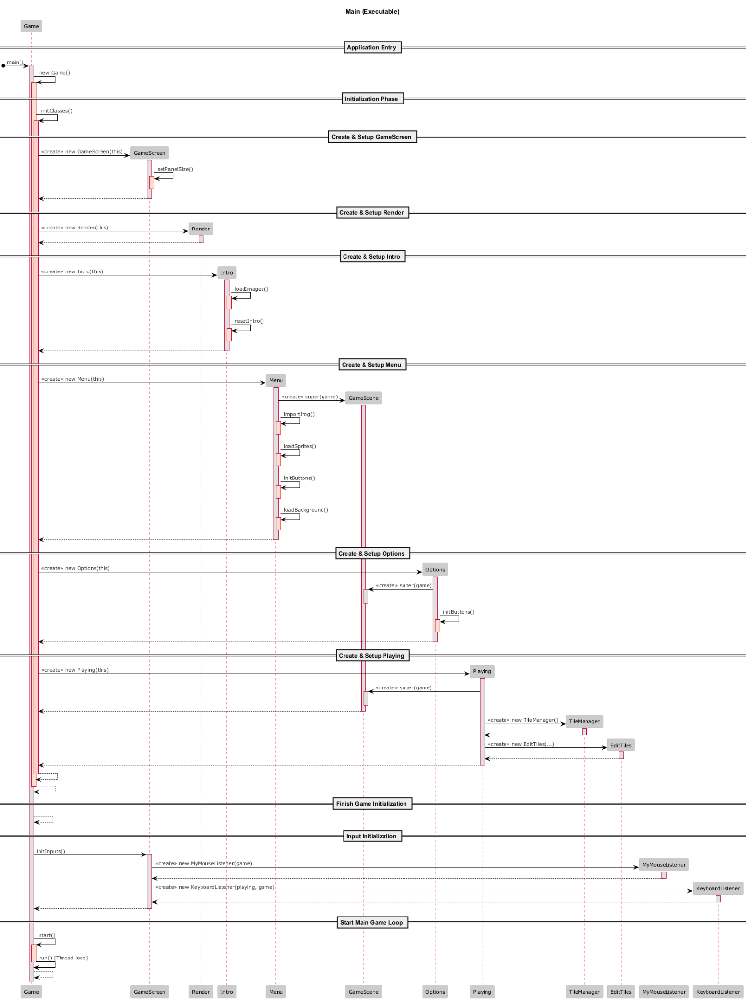 Main (Executable)
Game
Application Entry
main()
new Game()
Initialization Phase
initClasses()
Create & Setup GameScreen
«create» new GameScreen(this)
GameScreen
setPanelSize()
Create & Setup Render
«create» new Render(this)
Render
Create & Setup Intro
«create» new Intro(this)
Intro
loadImages()
resetIntro()
Create & Setup Menu
«create» new Menu(this)
Menu
«create» super(game)
GameScene
importImg()
loadSprites()
initButtons()
loadBackground()
Create & Setup Options
«create» new Options(this)
Options
«create» super(game)
initButtons()
Create & Setup Playing
«create» new Playing(this)
Playing
«create» super(game)
«create» new TileManager()
TileManager
«create» new EditTiles(...)
EditTiles
Finish Game Initialization
Input Initialization
initInputs()
«create» new MyMouseListener(game)
MyMouseListener
«create» new KeyboardListener(playing, game)
KeyboardListener
Start Main Game Loop
start()
run() [Thread loop]
Game GameScreen Render Intro Menu GameScene Options Playing TileManager EditTiles MyMouseListener KeyboardListener